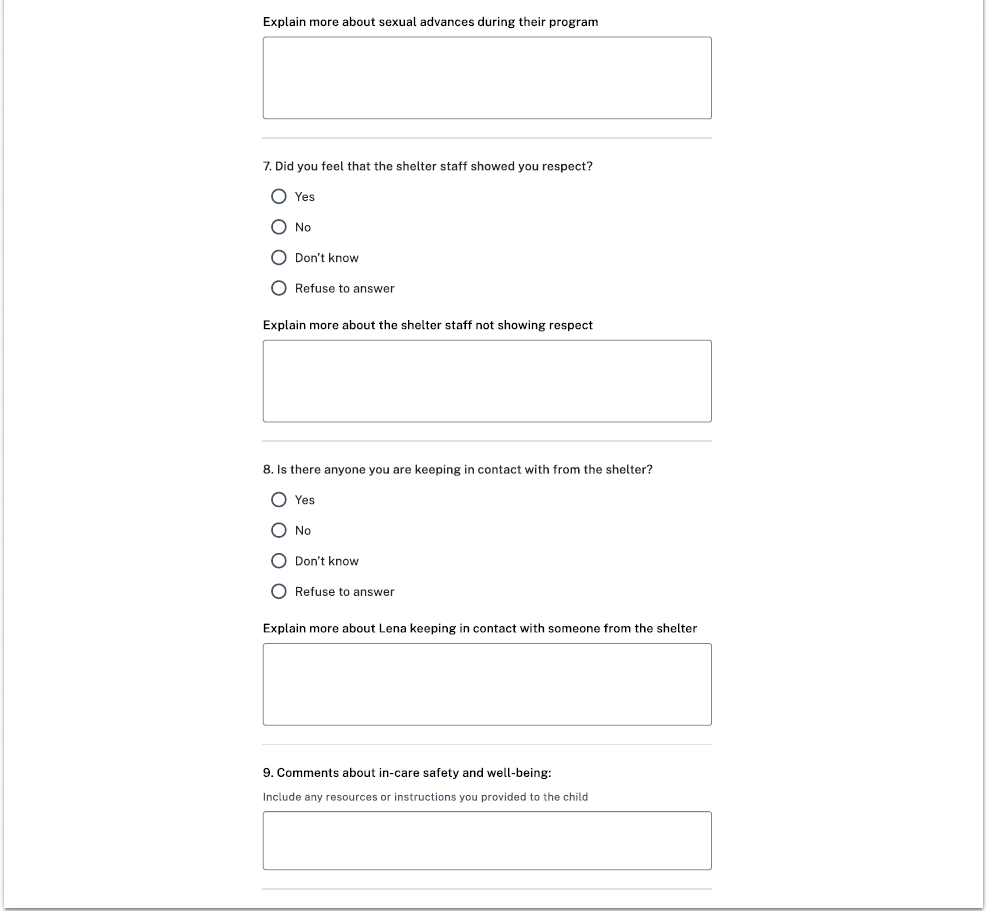 Explain more about sexual advances during their program
7. Did you feel that the shelter staff showed you respect?
Yes
No
Don't know
Refuse to answer
Explain more about the shelter staff not showing respect
8. Is there anyone you are keeping in contact with from the shelter?
Yes
No
Don't know
Refuse to answer
Explain more about Lena keeping in contact with someone from the shelter
9. Comments about in-care safety and well-being:
Include any resources or instructions you provided to the child